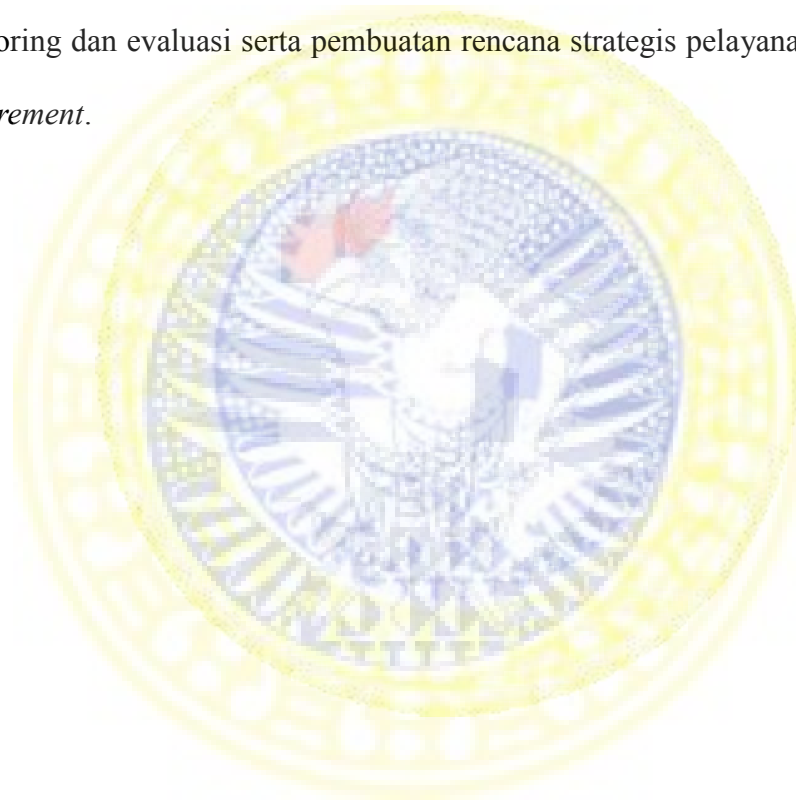 oring dan evaluasi serta pembuatan rencana strategis pelayana
rement.